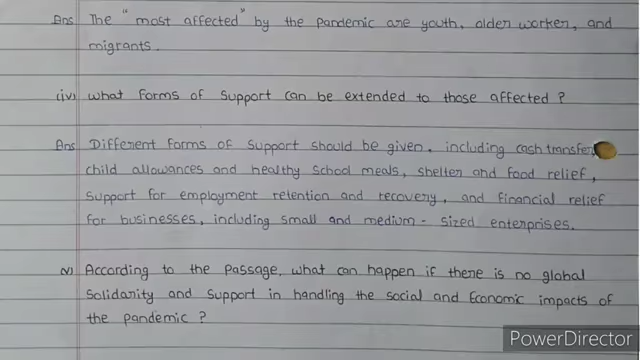 Ans The "most affected" by the pandemic are youth, older worker, and
migrants.
(iv) What forms of support can be extended to those affected?
Ans Different forms of support should be given, including cash transfer,
child allowances and healthy school meals, shelter and food relief,
support for employment retention and recovery, and financial relief
for businesses, including small and medium - sized enterprises.
(v) According to the passage, what can happen if there is no global
solidarity and support in handling the social and Economic impacts of
the pandemic?
PowerDirector